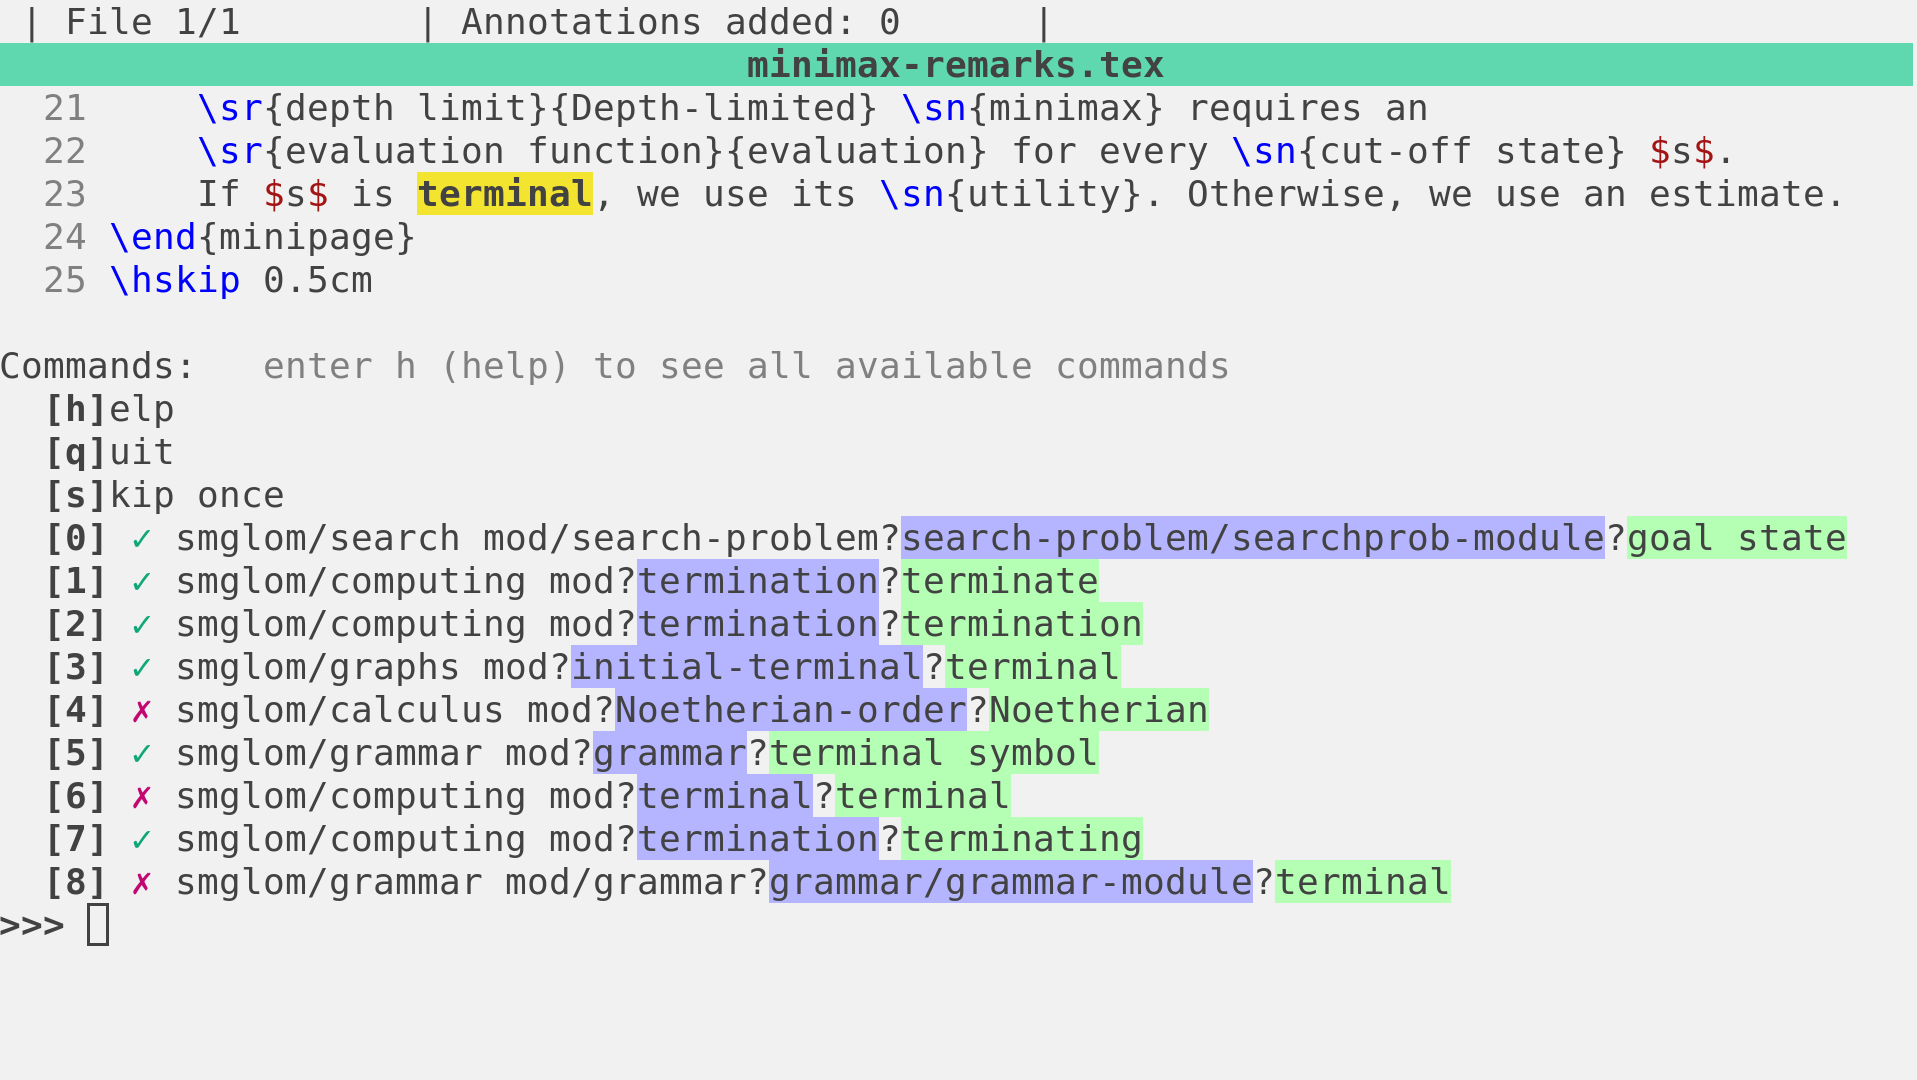 | File 1/1 | Annotations added: 0 |
minimax-remarks.tex
21 \sr{depth limit}{Depth-limited} \sn{minimax} requires an
22 \sr{evaluation function}{evaluation} for every \sn{cut-off state} $s$.
23 If $s$ is terminal, we use its \sn{utility}. Otherwise, we use an estimate.
24 \end{minipage}
25 \hskip 0.5cm
Commands: enter h (help) to see all available commands
[h]elp
[q]uit
[s]kip once
[0] ✓ smglom/search mod/search-problem?search-problem/searchprob-module?goal state
[1] ✓ smglom/computing mod?termination?terminate
[2] ✓ smglom/computing mod?termination?termination
[3] ✓ smglom/graphs mod?initial-terminal?terminal
[4] ✗ smglom/calculus mod?Noetherian-order?Noetherian
[5] ✓ smglom/grammar mod?grammar?terminal symbol
[6] ✗ smglom/computing mod?terminal?terminal
[7] ✓ smglom/computing mod?termination?terminating
[8] ✗ smglom/grammar mod/grammar?grammar/grammar-module?terminal
>>>